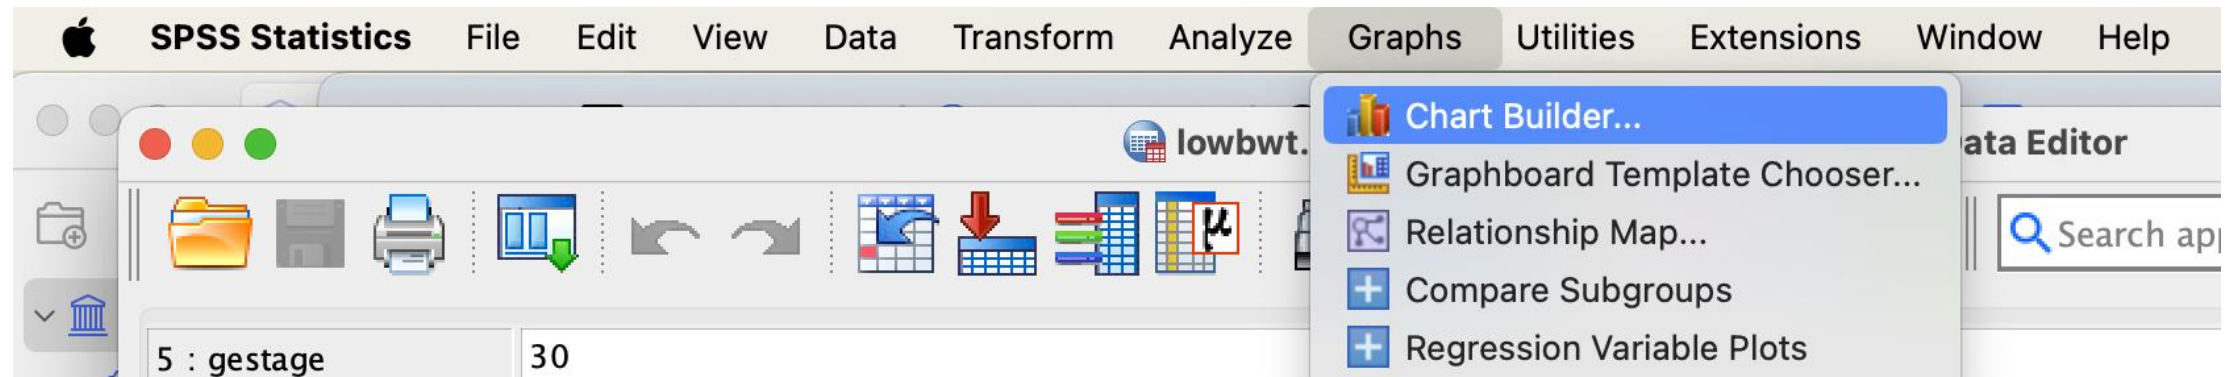 SPSS Statistics File Edit View Data Transform Analyze Graphs Utilities Extensions Window Help
Chart Builder...
lowbwt. ata Editor
Graphboard Template Chooser...
μ
Relationship Map...
Search app
Compare Subgroups
5 : gestage 30
Regression Variable Plots